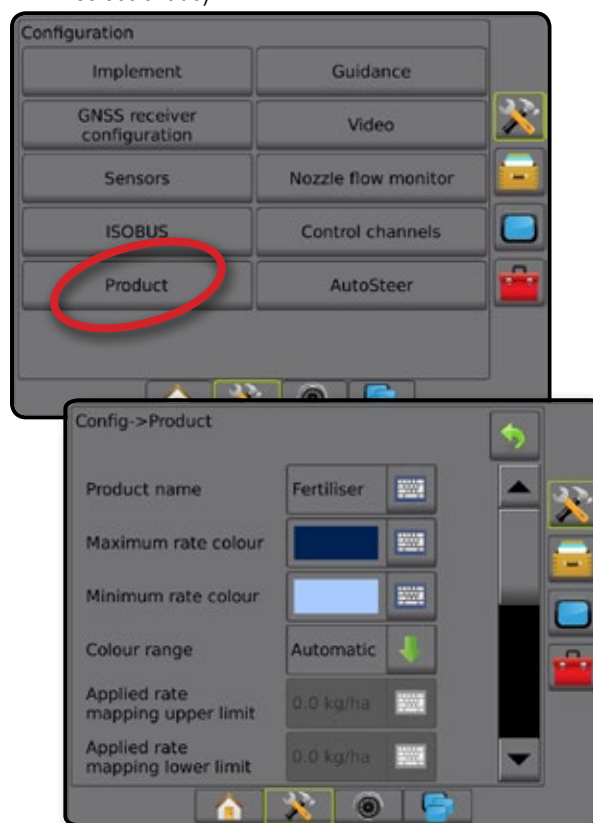 Configuration
Implement
Guidance
GNSS receiver
configuration
Video
Sensors
Nozzle flow monitor
ISOBUS
Control channels
Product
AutoSteer
Config->Product
Product name
Fertiliser
Maximum rate colour
Minimum rate colour
Colour range
Automatic
Applied rate
mapping upper limit
0.0 kg/ha
Applied rate
mapping lower limit
0.0 kg/ha